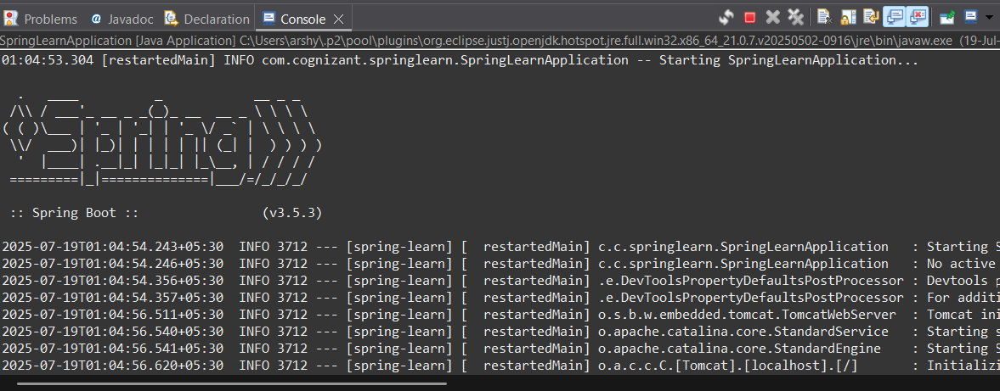 Problems Javadoc Declaration Console
SpringLearnApplication [Java Application] C:\Users\arshy\.p2\pool\plugins\org.eclipse.justj.openjdk.hotspot.jre.full.win32.x86_64_21.0.7.v20250502-0916\jre\bin\javaw.exe (19-Jul-
01:04:53.304 [restartedMain] INFO com.cognizant.springlearn.SpringLearnApplication -- Starting SpringLearnApplication...
  .   ____          _            __ _ _
 /\\ / ___'_ __ _ _(_)_ __  __ _ \ \ \ \
( ( )\___ | '_ | '_| | '_ \/ _` | \ \ \ \
 \\/  ___)| |_)| | | | | || (_| |  ) ) ) )
  '  |____| .__|_| |_|_| |_\__, | / / / /
 =========|_|==============|___/=/_/_/_/
 :: Spring Boot ::                (v3.5.3)
2025-07-19T01:04:54.243+05:30  INFO 3712 --- [spring-learn] [  restartedMain] c.c.springlearn.SpringLearnApplication   : Starting S
2025-07-19T01:04:54.246+05:30  INFO 3712 --- [spring-learn] [  restartedMain] c.c.springlearn.SpringLearnApplication   : No active
2025-07-19T01:04:54.356+05:30  INFO 3712 --- [spring-learn] [  restartedMain] .e.DevToolsPropertyDefaultsPostProcessor : Devtools p
2025-07-19T01:04:54.357+05:30  INFO 3712 --- [spring-learn] [  restartedMain] .e.DevToolsPropertyDefaultsPostProcessor : For additi
2025-07-19T01:04:56.511+05:30  INFO 3712 --- [spring-learn] [  restartedMain] o.s.b.w.embedded.tomcat.TomcatWebServer  : Tomcat ini
2025-07-19T01:04:56.540+05:30  INFO 3712 --- [spring-learn] [  restartedMain] o.apache.catalina.core.StandardService   : Starting s
2025-07-19T01:04:56.541+05:30  INFO 3712 --- [spring-learn] [  restartedMain] o.apache.catalina.core.StandardEngine    : Starting S
2025-07-19T01:04:56.620+05:30  INFO 3712 --- [spring-learn] [  restartedMain] o.a.c.c.C.[Tomcat].[localhost].[/]       : Initializi